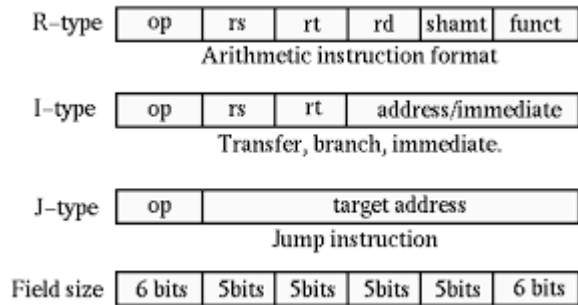 R-type op rs rt rd shamt funct
Arithmetic instruction format
I-type op rs rt address/immediate
Transfer, branch, immediate.
J-type op target address
Jump instruction
Field size 6 bits 5bits 5bits 5bits 5bits 6 bits